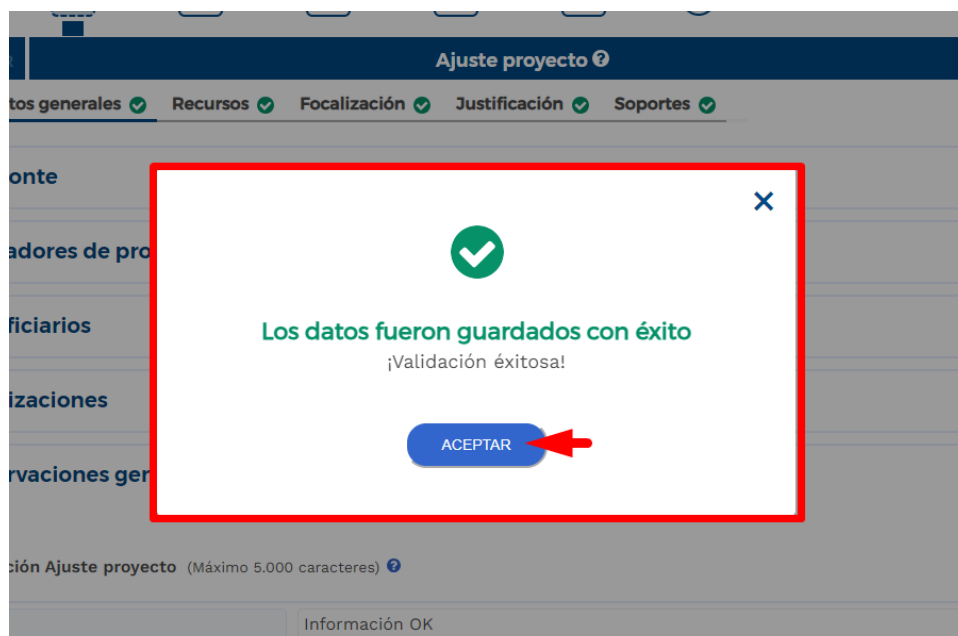 Ajuste proyecto
tos generales
Recursos
Focalización
Justificación
Soportes
onte
adores de pro
ficiarios
izaciones
rvaciones ger
Los datos fueron guardados con éxito
¡Validación éxitosa!
ACEPTAR
ción Ajuste proyecto (Máximo 5.000 caracteres)
Información OK